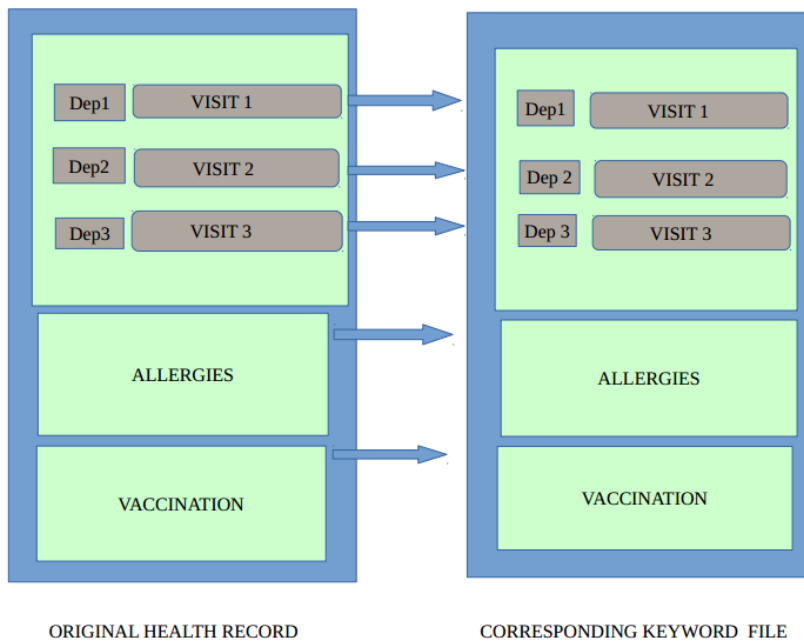 Dep1 VISIT 1
Dep2 VISIT 2
Dep3 VISIT 3
ALLERGIES
VACCINATION
ORIGINAL HEALTH RECORD
Dep1 VISIT 1
Dep 2 VISIT 2
Dep 3 VISIT 3
ALLERGIES
VACCINATION
CORRESPONDING KEYWORD FILE